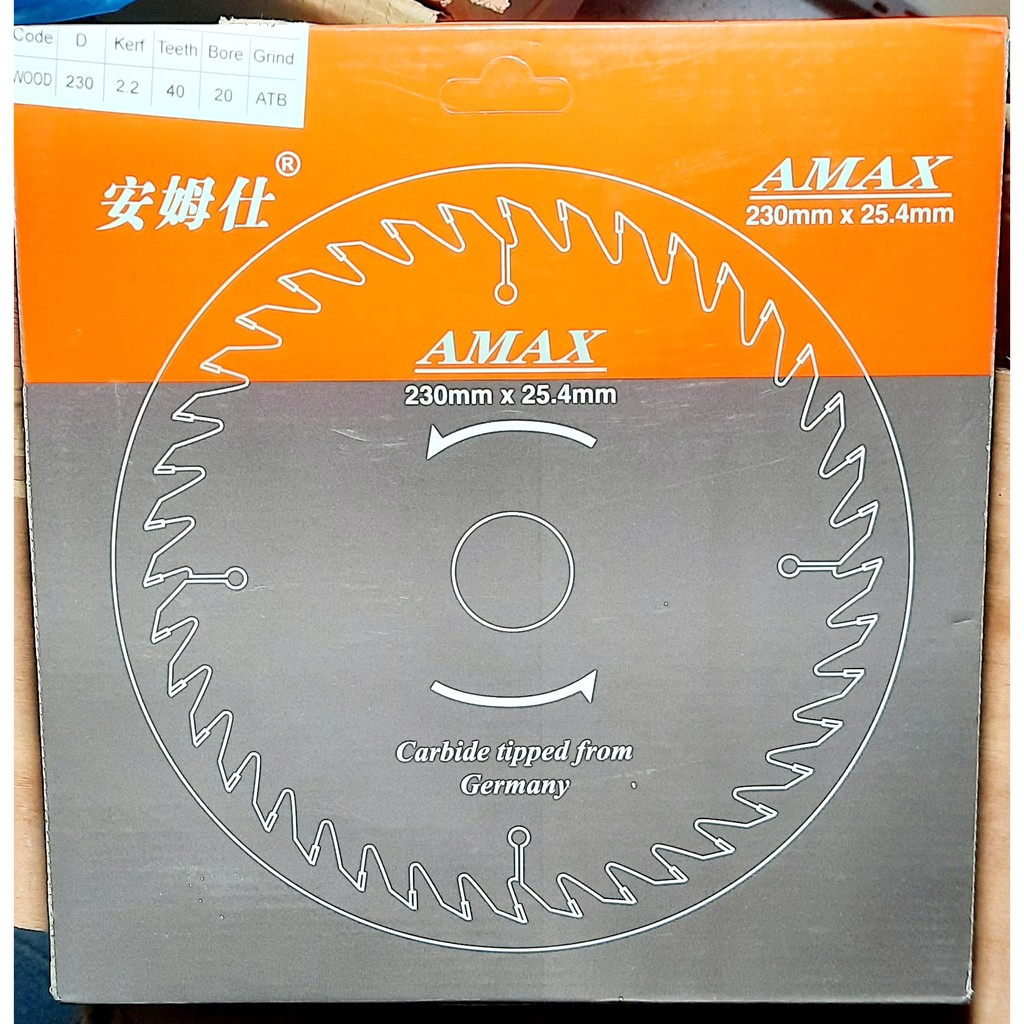 Code D Kerf Teeth Bore Grind
WOOD 230 2.2 40 20 ATB
安姆仕®
AMAX
230mm x 25.4mm
AMAX
230mm x 25.4mm
Carbide tipped from
Germany